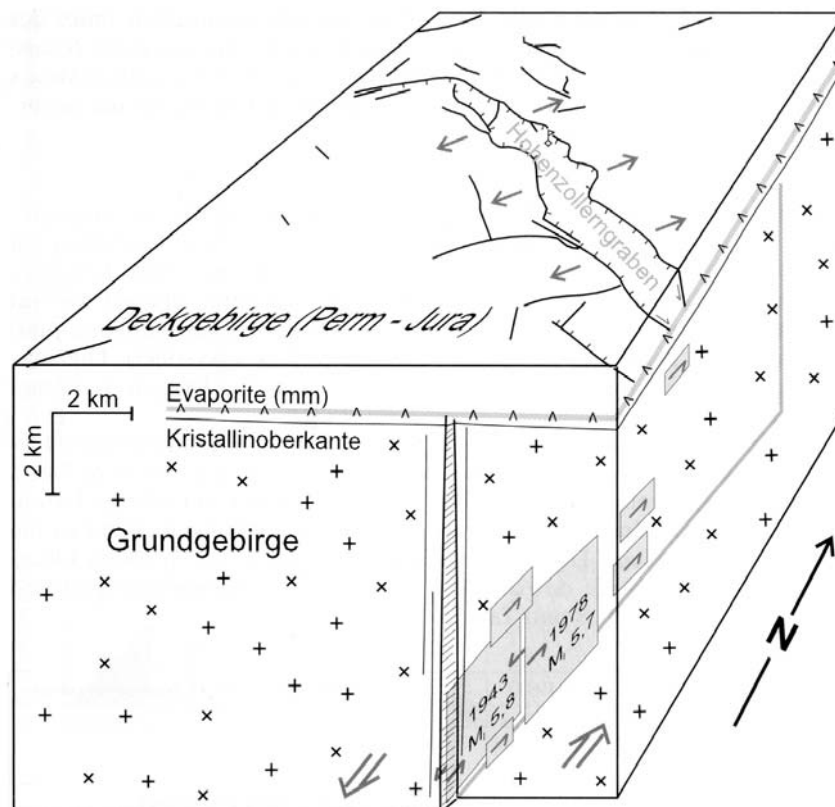 Hohenzollerngraben
Deckgebirge (Perm - Jura)
2 km
2 km
Evaporite (mm)
Kristallinoberkante
Grundgebirge
1978
Mₗ 5,7
1943
Mₗ 5,8
N